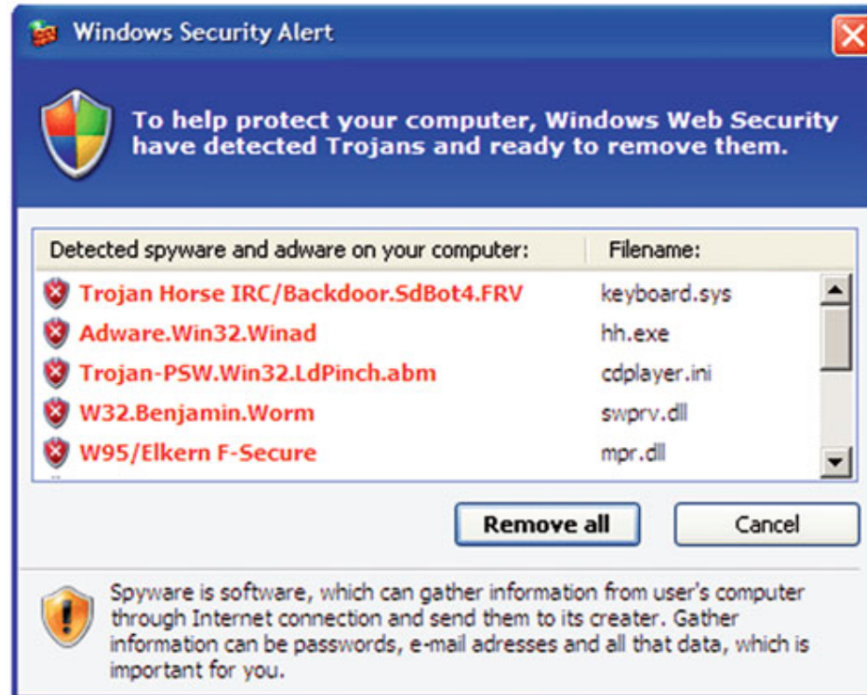 Windows Security Alert
To help protect your computer, Windows Web Security
have detected Trojans and ready to remove them.
Detected spyware and adware on your computer: Filename:
Trojan Horse IRC/Backdoor.SdBot4.FRV keyboard.sys
Adware.Win32.Winad hh.exe
Trojan-PSW.Win32.LdPinch.abm cdplayer.ini
W32.Benjamin.Worm swprv.dll
W95/Elkern F-Secure mpr.dll
Remove all Cancel
Spyware is software, which can gather information from user's computer
through Internet connection and send them to its creater. Gather
information can be passwords, e-mail adresses and all that data, which is
important for you.